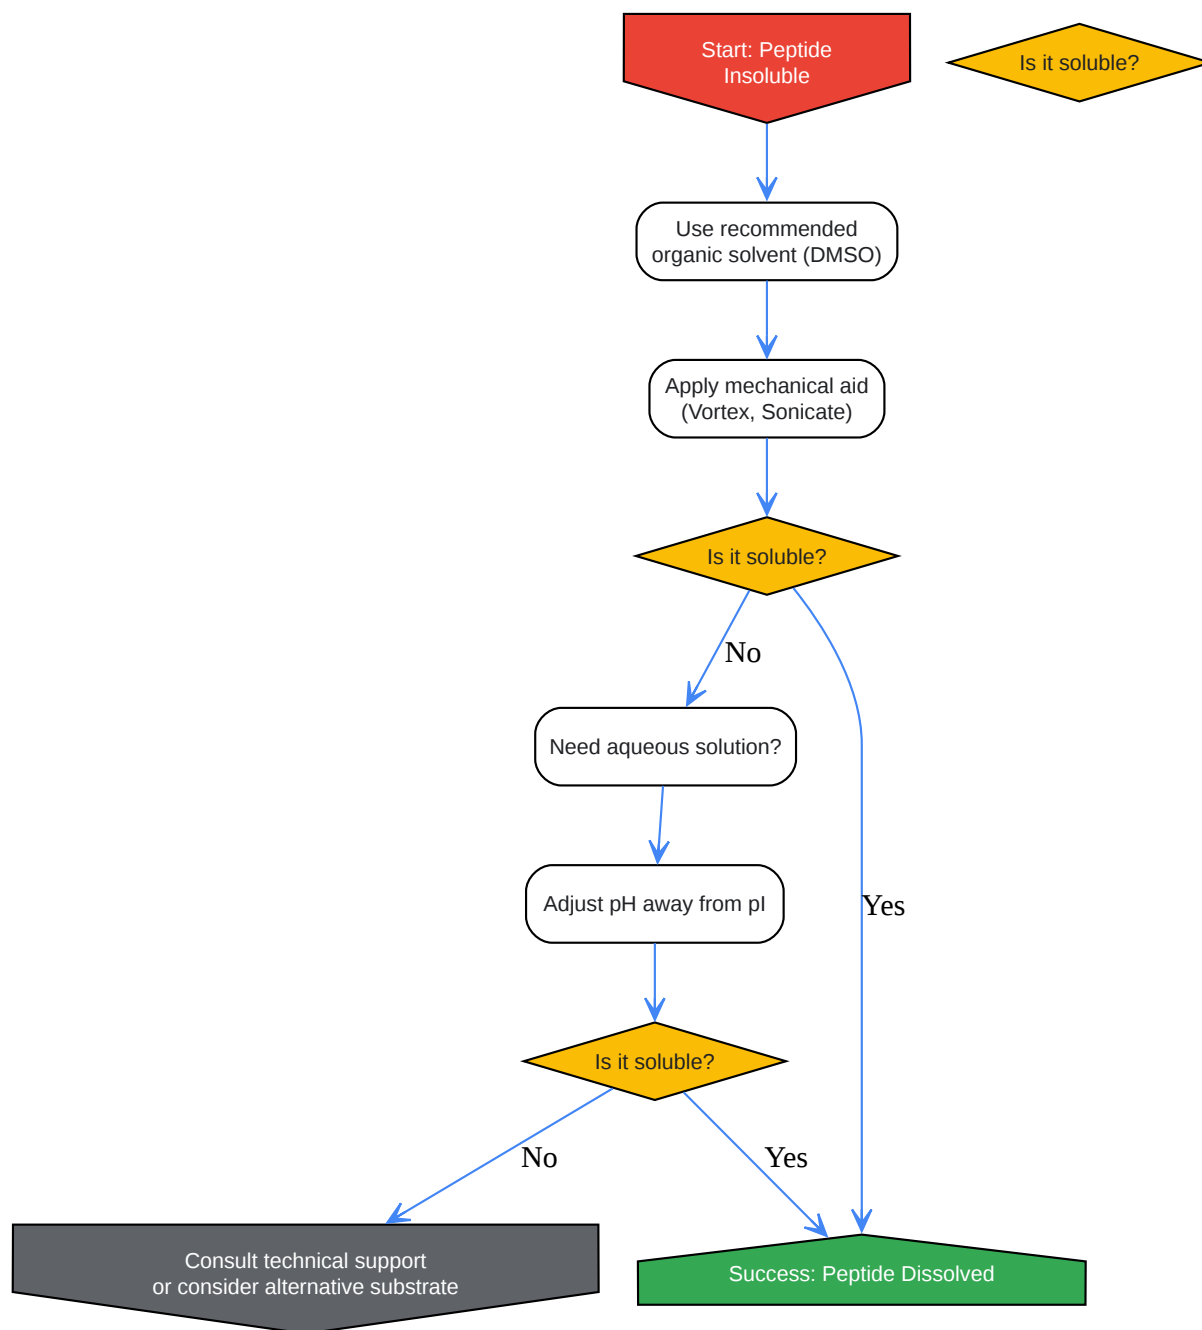 Start: Peptide
Insoluble
Is it soluble?
Use recommended
organic solvent (DMSO)
Apply mechanical aid
(Vortex, Sonicate)
Is it soluble?
No
Need aqueous solution?
Adjust pH away from pI
Yes
Is it soluble?
No
Yes
Consult technical support
or consider alternative substrate
Success: Peptide Dissolved